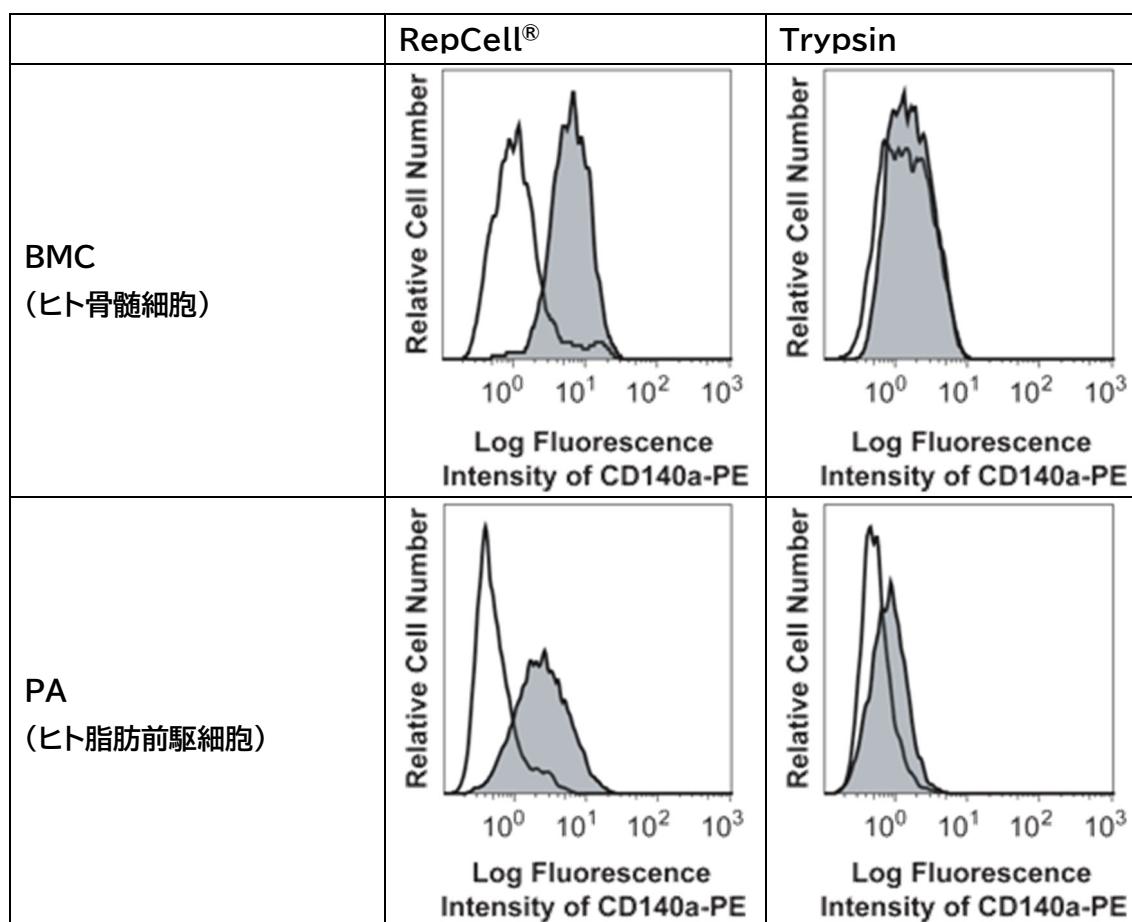 RepCell®
Trypsin
BMC
（ヒト骨髄細胞）
Relative Cell Number
10⁰ 10¹ 10² 10³
Log Fluorescence
Intensity of CD140a-PE
Relative Cell Number
10⁰ 10¹ 10² 10³
Log Fluorescence
Intensity of CD140a-PE
PA
（ヒト脂肪前駆細胞）
Relative Cell Number
10⁰ 10¹ 10² 10³
Log Fluorescence
Intensity of CD140a-PE
Relative Cell Number
10⁰ 10¹ 10² 10³
Log Fluorescence
Intensity of CD140a-PE